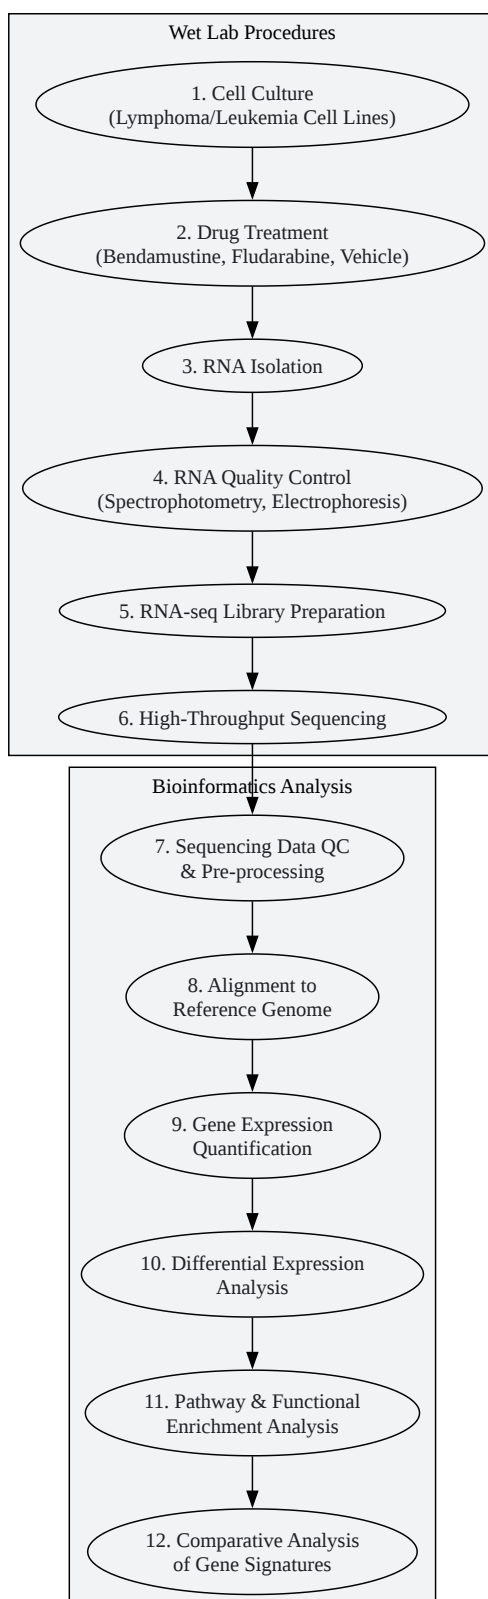 Wet Lab Procedures
1. Cell Culture
(Lymphoma/Leukemia Cell Lines)
2. Drug Treatment
(Bendamustine, Fludarabine, Vehicle)
3. RNA Isolation
4. RNA Quality Control
(Spectrophotometry, Electrophoresis)
5. RNA-seq Library Preparation
6. High-Throughput Sequencing
Bioinformatics Analysis
7. Sequencing Data QC
& Pre-processing
8. Alignment to
Reference Genome
9. Gene Expression
Quantification
10. Differential Expression
Analysis
11. Pathway & Functional
Enrichment Analysis
12. Comparative Analysis
of Gene Signatures